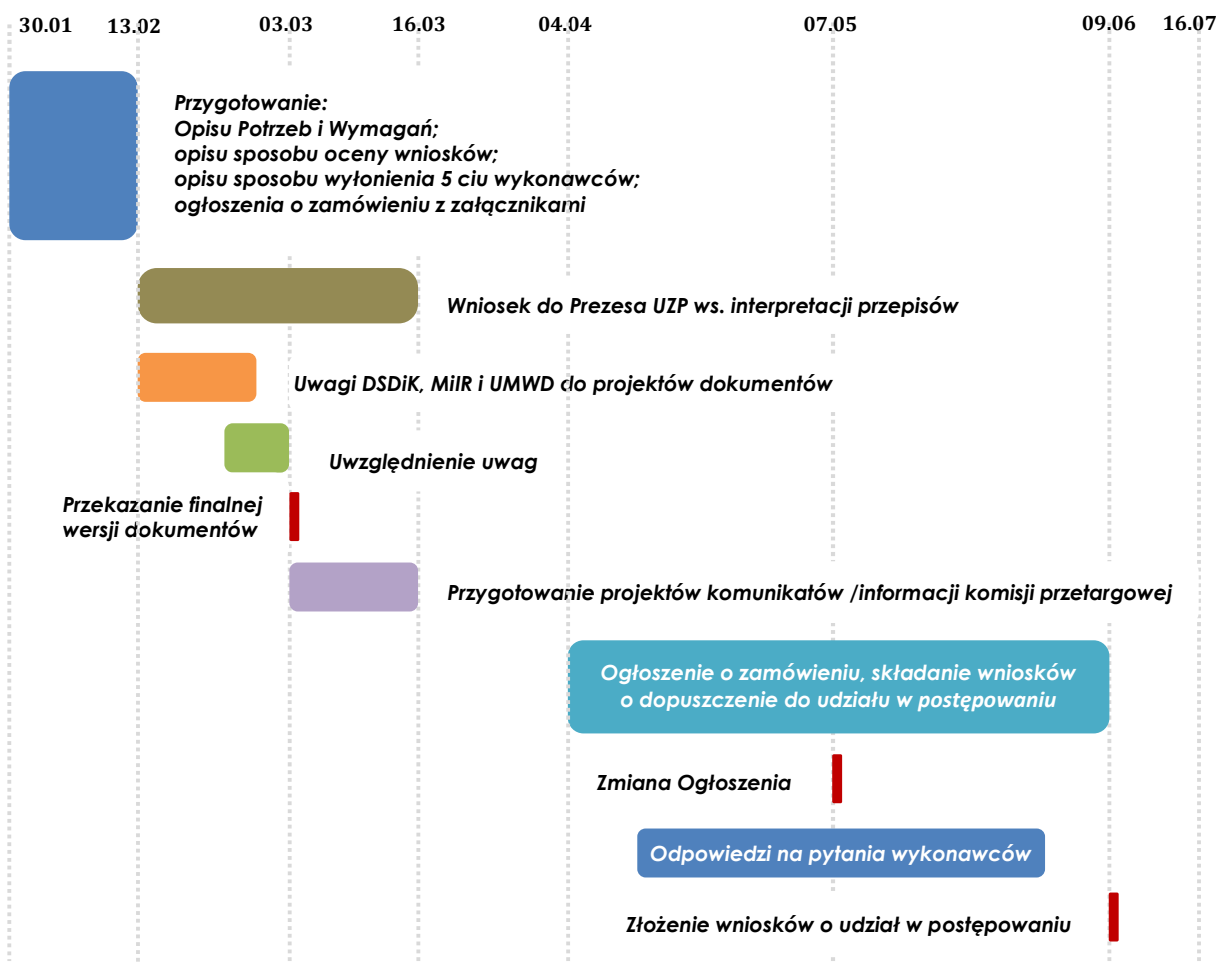 30.01 13.02 03.03 16.03 04.04 07.05 09.06 16.07
Przygotowanie:
Opisu Potrzeb i Wymagań;
opisu sposobu oceny wniosków;
opisu sposobu wyłonienia 5 ciu wykonawców;
ogłoszenia o zamówieniu z załącznikami
Wniosek do Prezesa UZP ws. interpretacji przepisów
Uwagi DSDiK, MiIR i UMWD do projektów dokumentów
Uwzględnienie uwag
Przekazanie finalnej
wersji dokumentów
Przygotowanie projektów komunikatów /informacji komisji przetargowej
Ogłoszenie o zamówieniu, składanie wniosków
o dopuszczenie do udziału w postępowaniu
Zmiana Ogłoszenia
Odpowiedzi na pytania wykonawców
Złożenie wniosków o udział w postępowaniu